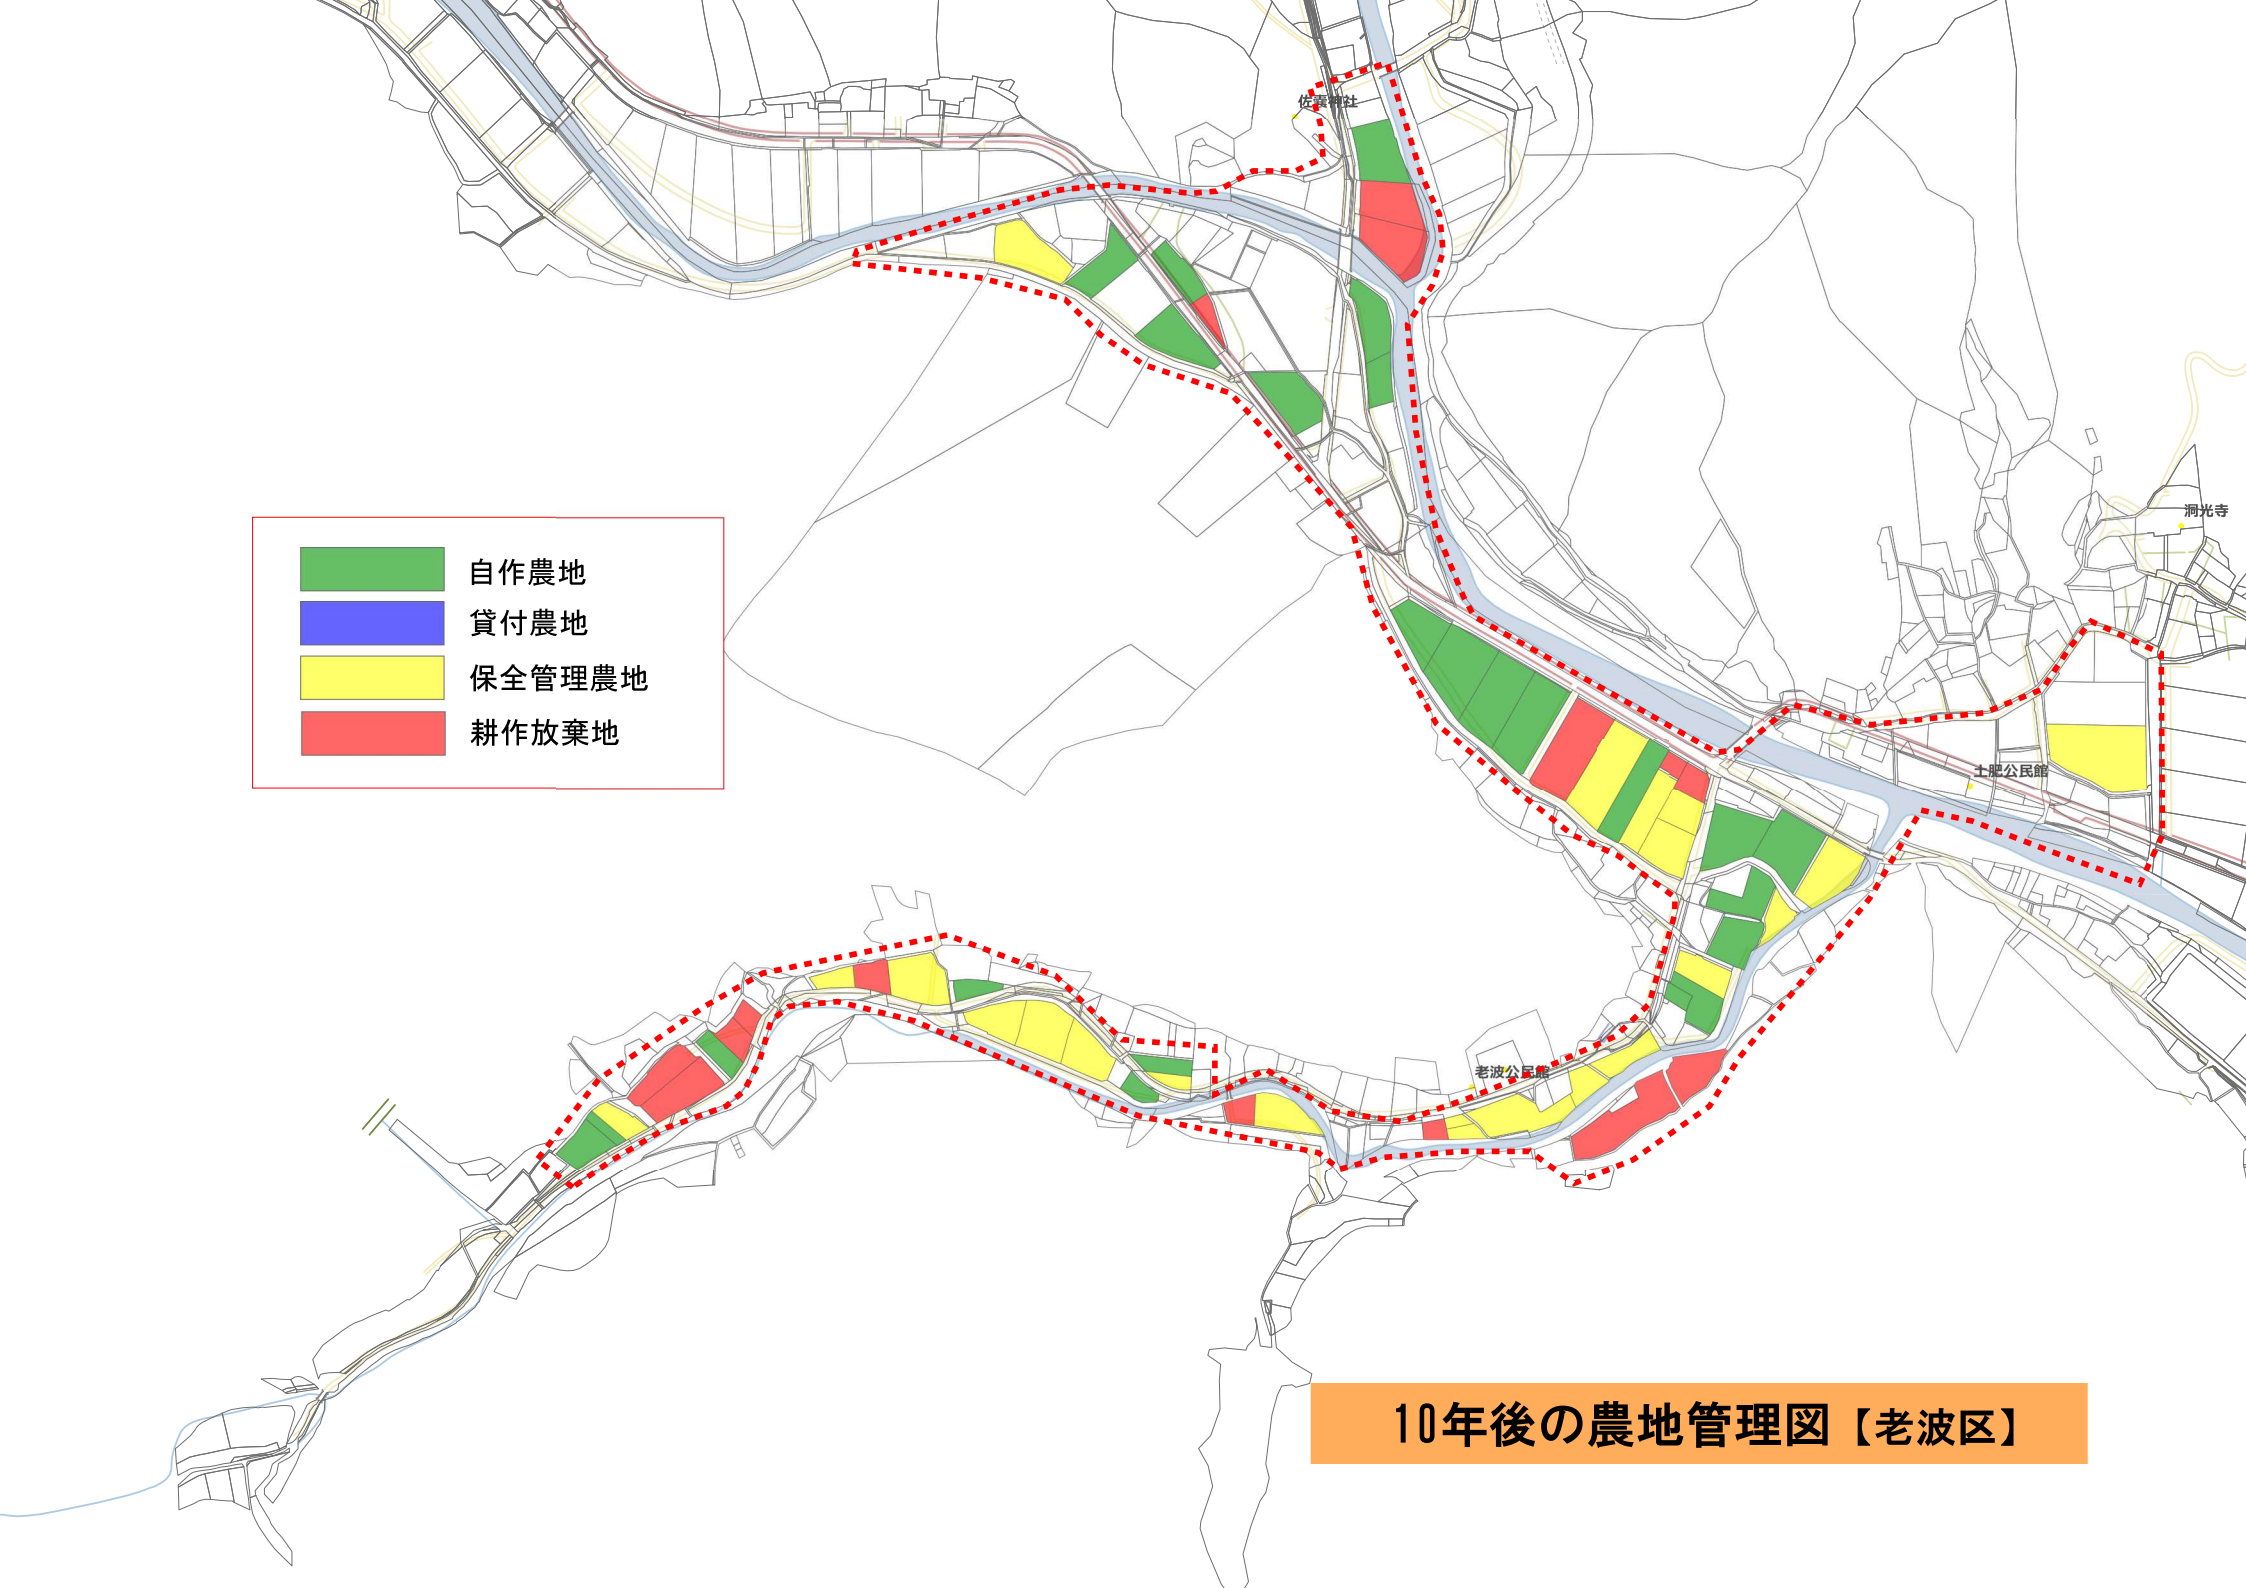 佐嚢神社
洞光寺
自作農地
貸付農地
保全管理農地
耕作放棄地
土肥公民館
老波公民館
10年後の農地管理図【老波区】